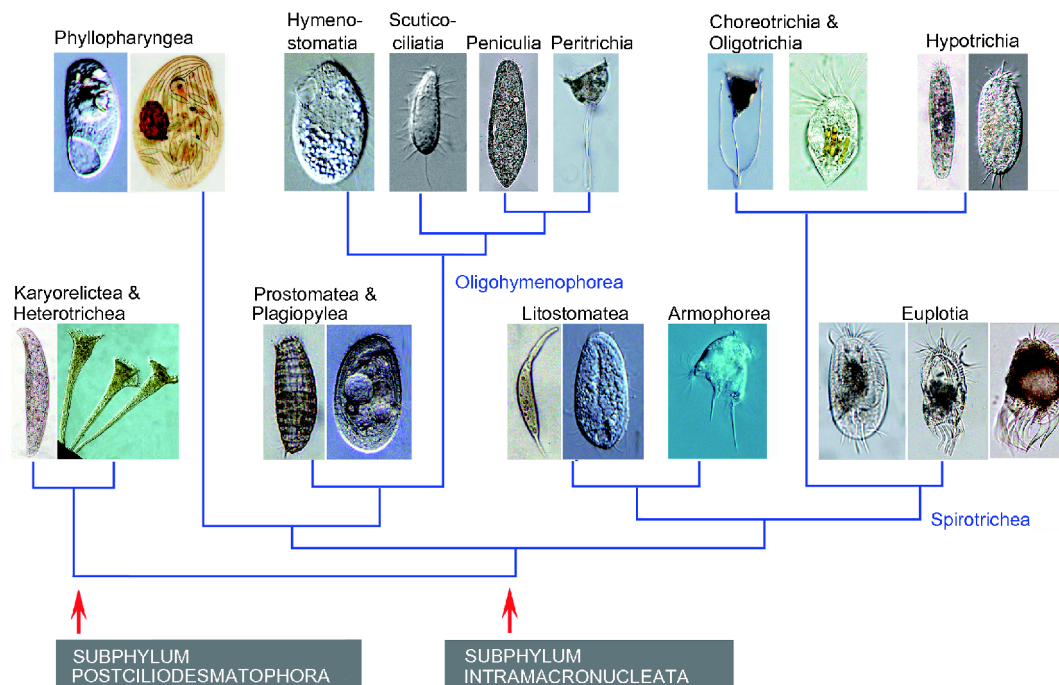 Phyllopharyngea
Hymeno-
stomatia
Scutico-
ciliatia
Peniculia
Peritrichia
Choreotrichia &
Oligotrichia
Hypotrichia
Oligohymenophorea
Karyorelictea &
Heterotrichea
Prostomatea &
Plagiopylea
Litostomatea
Armophorea
Euplotia
Spirotrichea
SUBPHYLUM
POSTCILIODESMATOPHORA
SUBPHYLUM
INTRAMACRONUCLEATA